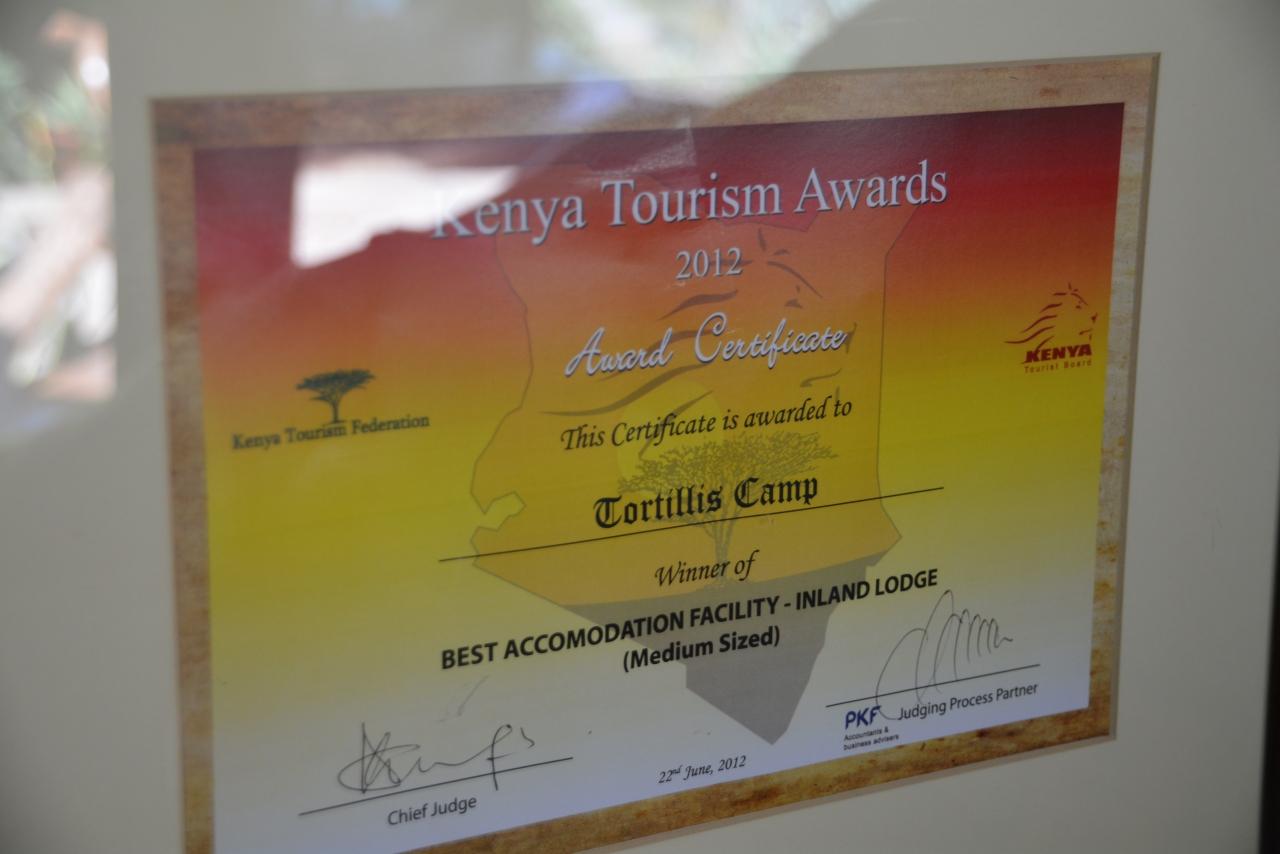 Kenya Tourism Awards
2012
Award Certificate
KENYA
Tourist Board
Kenya Tourism Federation
This Certificate is awarded to
Tortillis Camp
Winner of
BEST ACCOMODATION FACILITY - INLAND LODGE
(Medium Sized)
PKF Judging Process Partner
Accountants &
business advisers
22nd June, 2012
Chief Judge